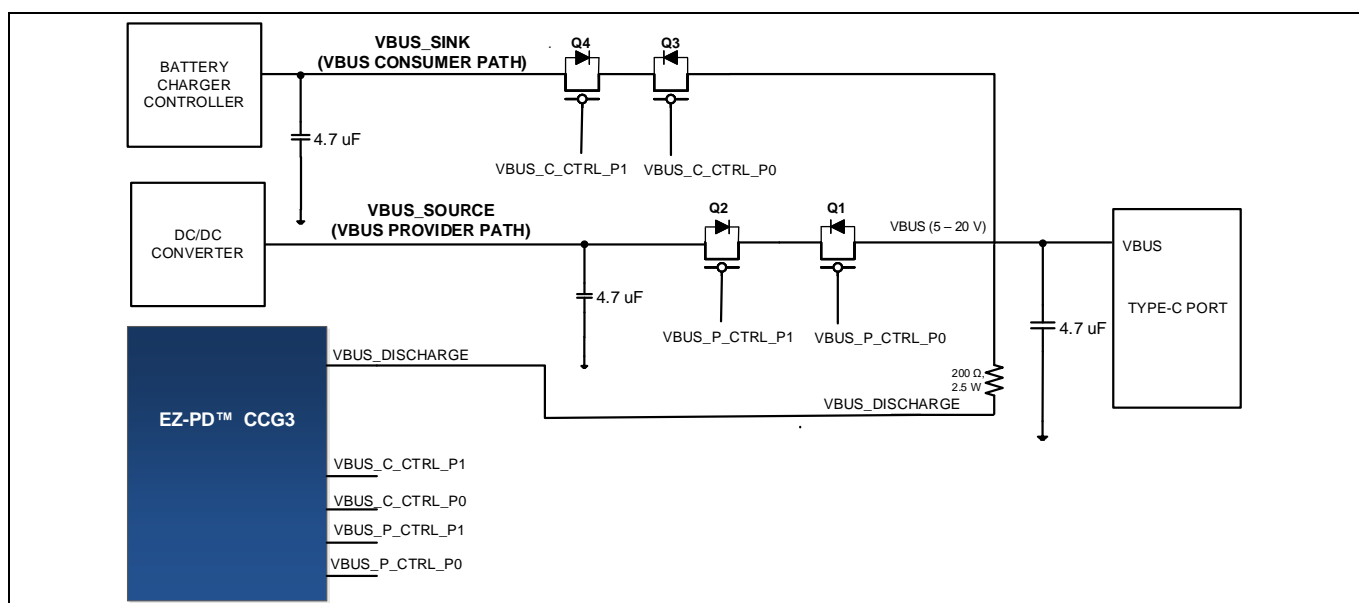 BATTERY
CHARGER
CONTROLLER
VBUS_SINK
(VBUS CONSUMER PATH)
Q4
Q3
4.7 uF
VBUS_C_CTRL_P1
VBUS_C_CTRL_P0
DC/DC
CONVERTER
VBUS_SOURCE
(VBUS PROVIDER PATH)
Q2
Q1
VBUS (5 – 20 V)
4.7 uF
VBUS_P_CTRL_P1
VBUS_P_CTRL_P0
4.7 uF
VBUS
TYPE-C PORT
200 Ω,
2.5 W
VBUS_DISCHARGE
VBUS_DISCHARGE
EZ-PD™ CCG3
VBUS_C_CTRL_P1
VBUS_C_CTRL_P0
VBUS_P_CTRL_P1
VBUS_P_CTRL_P0